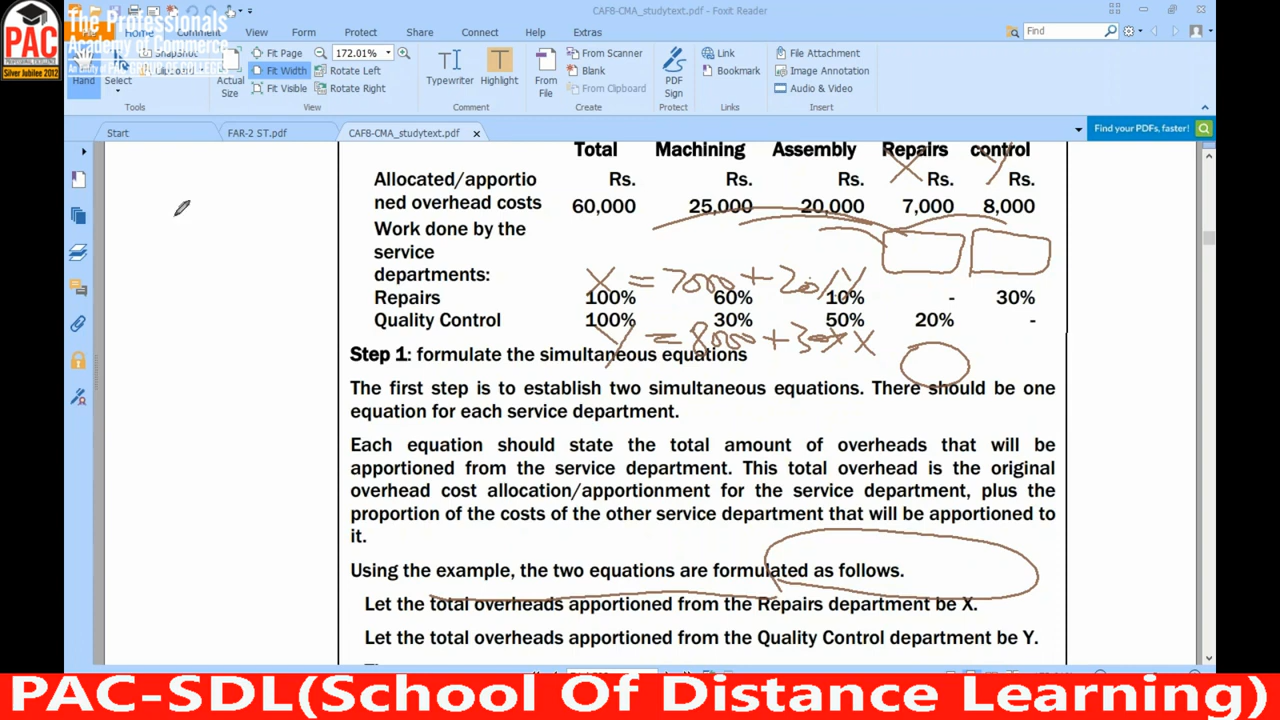 The Professionals
Academy of Commerce
An Entity of PAC GROUP OF COLLEGES
PAC
Silver Jubilee 2012
CAF8-CMA_studytext.pdf - Foxit Reader
File Home Comment View Form Protect Share Connect Help Extras
Find
Hand
Select
SnapShot
Clipboard
Actual Size
Fit Page
Fit Width
Fit Visible
172.01%
Rotate Left
Rotate Right
Typewriter
Highlight
From File
From Scanner
Blank
From Clipboard
PDF Sign
Link
Bookmark
File Attachment
Image Annotation
Audio & Video
Tools View Comment Create Protect Links Insert
Start FAR-2 ST.pdf CAF8-CMA_studytext.pdf
Find your PDFs, faster!
Total Machining Assembly Repairs control
X Y
Allocated/apportio Rs. Rs. Rs. Rs. Rs.
ned overhead costs 60,000 25,000 20,000 7,000 8,000
Work done by the
service
departments:
X = 7000 + 20% Y
Repairs 100% 60% 10% - 30%
Quality Control 100% 30% 50% 20% -
Y = 8000 + 30% X
Step 1: formulate the simultaneous equations
The first step is to establish two simultaneous equations. There should be one
equation for each service department.
Each equation should state the total amount of overheads that will be
apportioned from the service department. This total overhead is the original
overhead cost allocation/apportionment for the service department, plus the
proportion of the costs of the other service department that will be apportioned to
it.
Using the example, the two equations are formulated as follows.
Let the total overheads apportioned from the Repairs department be X.
Let the total overheads apportioned from the Quality Control department be Y.
PAC-SDL(School Of Distance Learning)